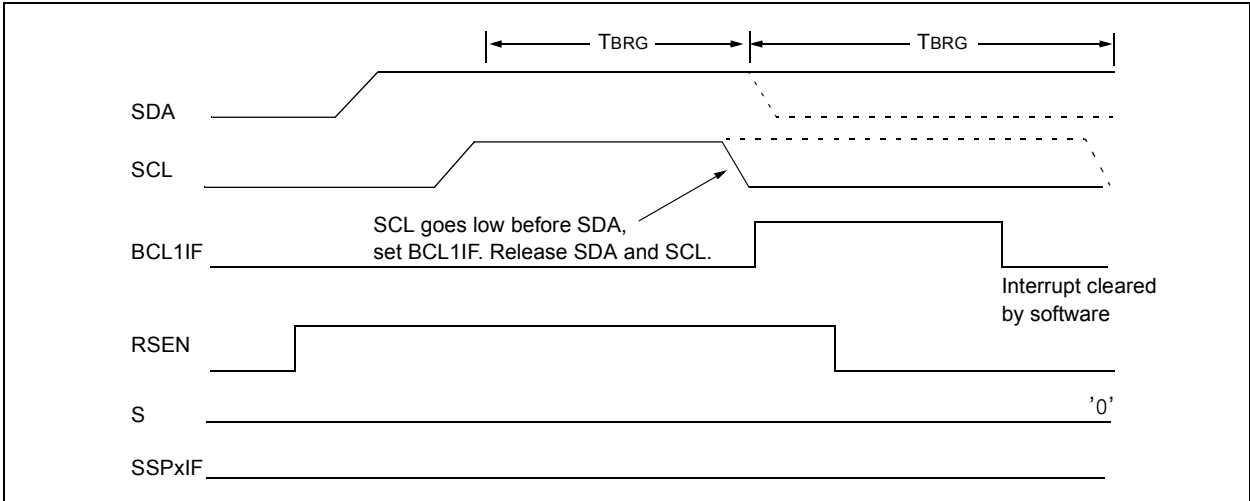 TBRG TBRG
SDA
SCL
SCL goes low before SDA,
set BCL1IF. Release SDA and SCL.
BCL1IF
Interrupt cleared
by software
RSEN
S '0'
SSPxIF